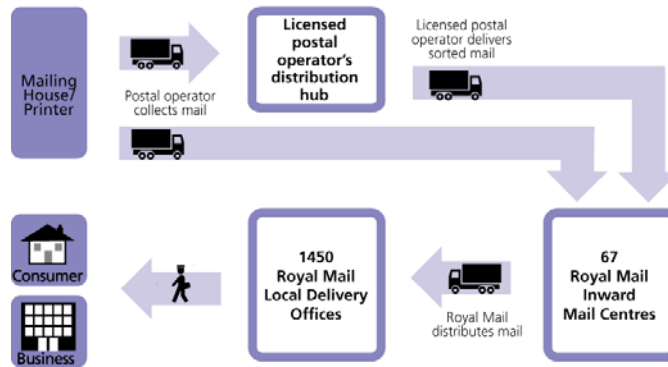 Mailing
House/
Printer
Postal operator
collects mail
Licensed
postal
operator's
distribution
hub
Licensed postal
operator delivers
sorted mail
Consumer
Business
1450
Royal Mail
Local Delivery
Offices
Royal Mail
distributes mail
67
Royal Mail
Inward
Mail Centres